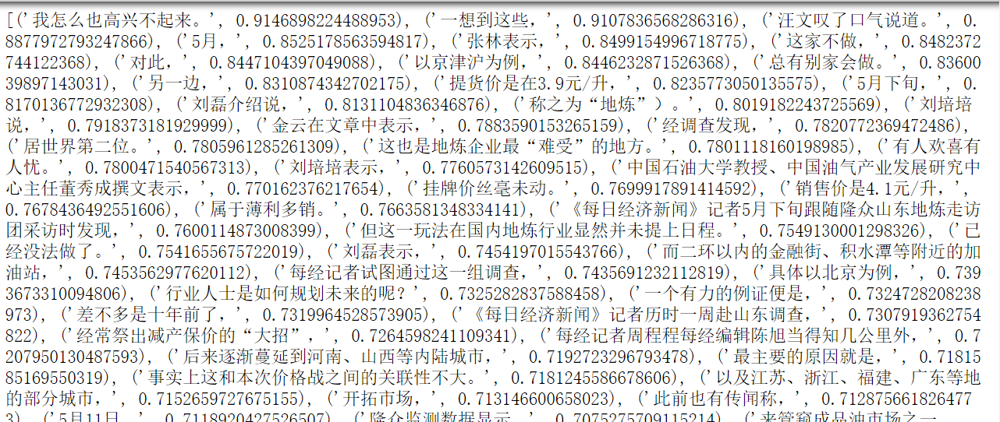 [('我怎么也高兴不起来。', 0.9146898224488953), ('一想到这些,', 0.9107836568286316), ('汪文叹了口气说道。', 0.
8877972793247866), ('5月,', 0.8525178563594817), ('张林表示,', 0.8499154996718775), ('这家不做,', 0.8482372
744122368), ('对此,', 0.8447104397049088), ('以京津沪为例,', 0.8446232871526368), ('总有别家会做。', 0.83600
39897143031), ('另一边,', 0.8310874342702175), ('提货价是在3.9元/升,', 0.8235773050135575), ('5月下旬,', 0.
8170136772932308), ('刘磊介绍说,', 0.8131104836346876), ('称之为“地炼”)。', 0.8019182243725569), ('刘培培
说,', 0.7918373181929999), ('金云在文章中表示,', 0.7883590153265159), ('经调查发现,', 0.7820772369472486),
('居世界第二位。', 0.7805961285261309), ('这也是地炼企业最“难受”的地方。', 0.7801118160198985), ('有人欢喜有
人忧。', 0.7800471540567313), ('刘培培表示,', 0.7760573142609515), ('中国石油大学教授、中国油气产业发展研究中
心主任董秀成撰文表示,', 0.770162376217654), ('挂牌价丝毫未动。', 0.7699917891414592), ('销售价是4.1元/升,',
0.7678436492551606), ('属于薄利多销。', 0.7663581348334141), ('《每日经济新闻》记者5月下旬跟随隆众山东地炼走访
团采访时发现,', 0.7600114873008399), ('但这一玩法在国内地炼行业显然并未提上日程。', 0.7549130001298326), ('已
经没法做了。', 0.7541655675722019), ('刘磊表示,', 0.7454197015543766), ('而二环以内的金融街、积水潭等附近的加
油站,', 0.7453562977620112), ('每经记者试图通过这一组调查,', 0.7435691232112819), ('具体以北京为例,', 0.739
3673310094806), ('行业人士是如何规划未来的呢?', 0.7325282837588458), ('一个有力的例证便是,', 0.7324728208238
973), ('差不多是十年前了,', 0.7319964528573905), ('《每日经济新闻》记者历时一周赴山东调查,', 0.7307919362754
822), ('经常祭出减产保价的“大招”,', 0.7264598241109341), ('每经记者周程程每经编辑陈旭当得知几公里外,', 0.7
207950130487593), ('后来逐渐蔓延到河南、山西等内陆城市,', 0.7192723296793478), ('最主要的原因就是,', 0.71815
85169550319), ('事实上这和本次价格战之间的关联性不大。', 0.7181245586678606), ('以及江苏、浙江、福建、广东等地
的部分城市,', 0.7152659727675155), ('开拓市场,', 0.713146600658023), ('此前也有传闻称,', 0.712875661826477
3), ('5月11日, 0.7118920427526507), ('隆众监测数据显示, 0.7075275709115214), ('来管窥成品油市场之一